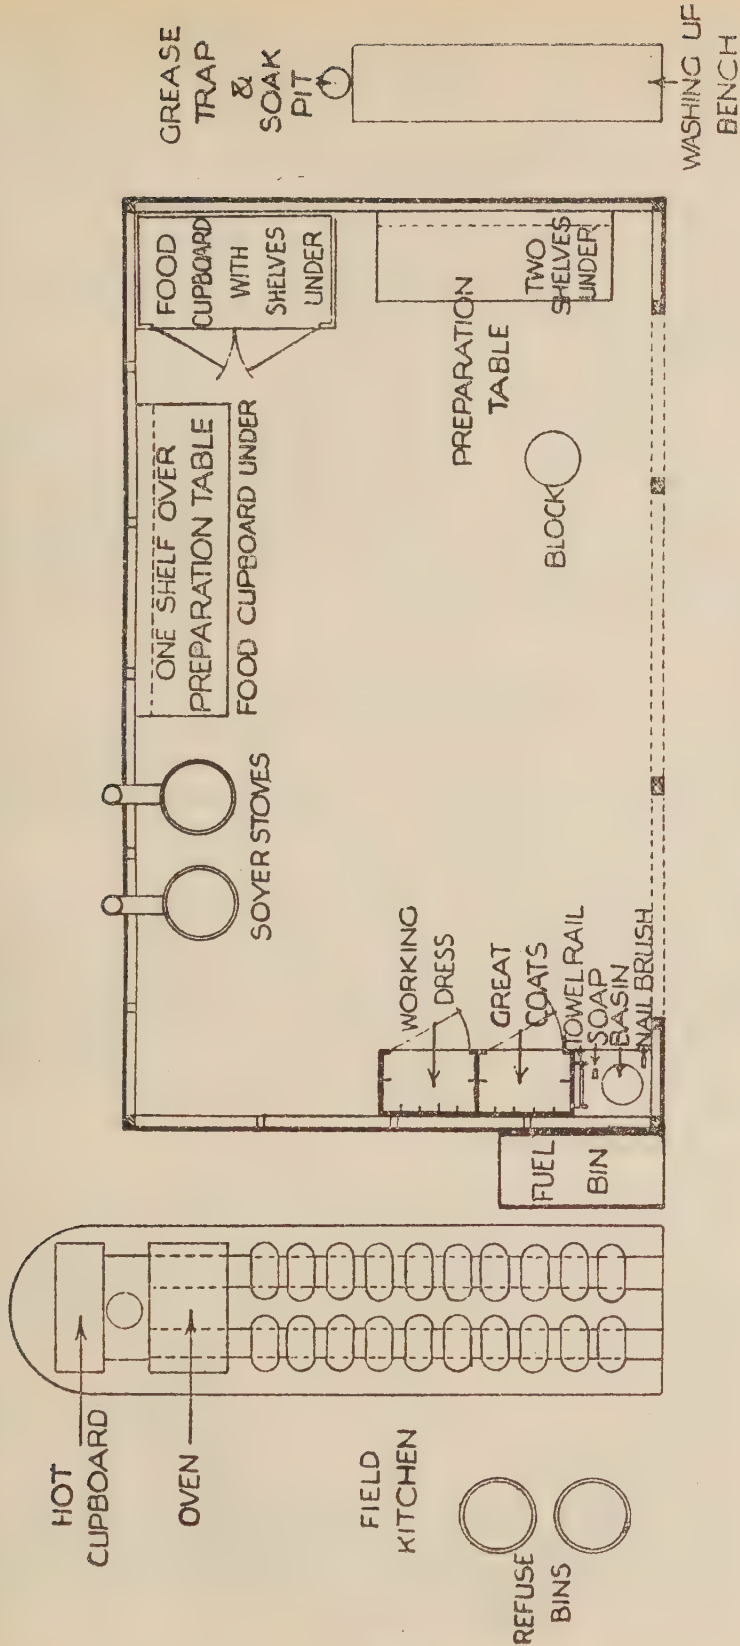 GREASE
TRAP
&
SOAK
PIT
WASHING UP
BENCH
FOOD
CUPBOARD
WITH
SHELVES
UNDER
TWO
SHELVES
UNDER
PREPARATION
TABLE
ONE SHELF OVER
PREPARATION TABLE
FOOD CUPBOARD UNDER
BLOCK
SOYER STOVES
WORKING
DRESS
GREAT
COATS
TOWEL RAIL
SOAP
BASIN
NAIL BRUSH
FUEL
BIN
HOT
CUPBOARD
OVEN
FIELD
KITCHEN
REFUSE
BINS